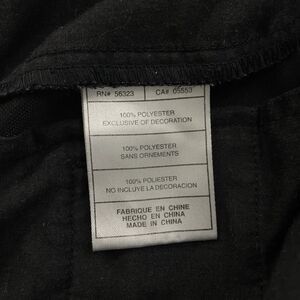 RN# 56323 CA# 05553
100% POLYESTER
EXCLUSIVE OF DECORATION
100% POLYESTER
SANS ORNEMENTS
100% POLIESTER
NO INCLUYE LA DECORACION
FABRIQUE EN CHINE
HECHO EN CHINA
MADE IN CHINA